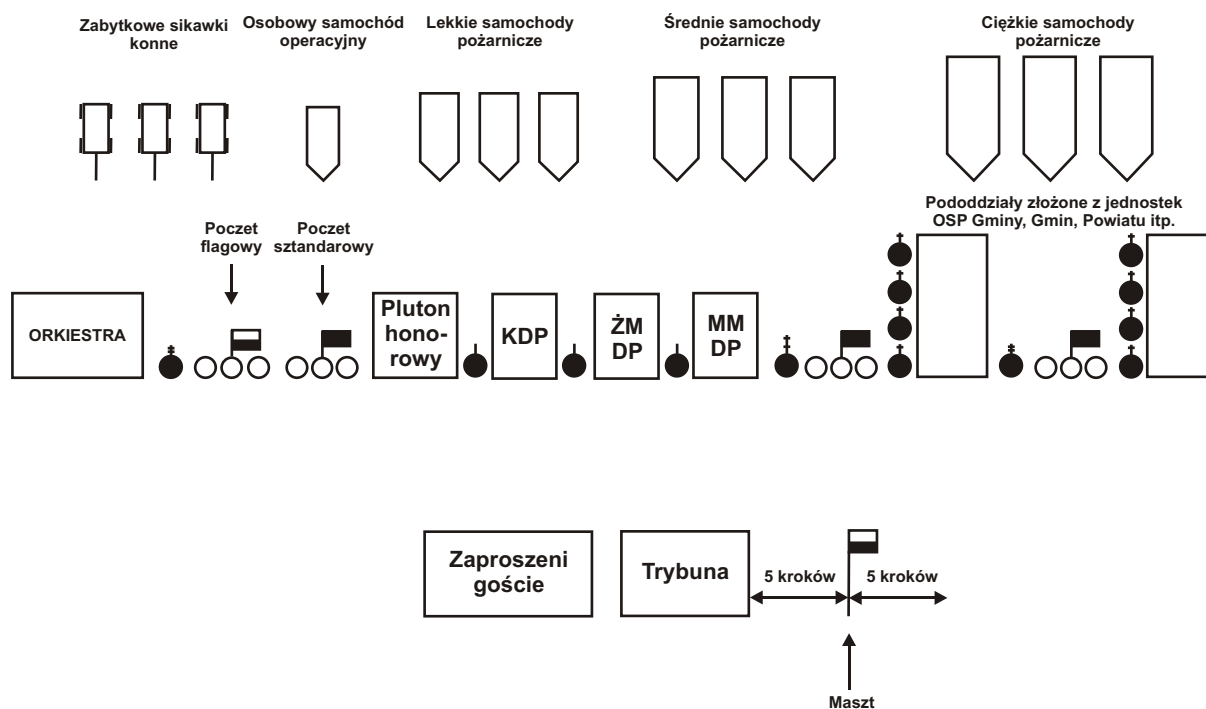 Zabytkowe sikawki
konne
Osobowy samochód
operacyjny
Lekkie samochody
pożarnicze
Średnie samochody
pożarnicze
Ciężkie samochody
pożarnicze
Pododdziały złożone z jednostek
OSP Gminy, Gmin, Powiatu itp.
Poczet
flagowy
Poczet
sztandarowy
ORKIESTRA
Pluton
hono-
rowy
KDP
ŻM
DP
MM
DP
Zaproszeni
goście
Trybuna
5 kroków
5 kroków
Maszt